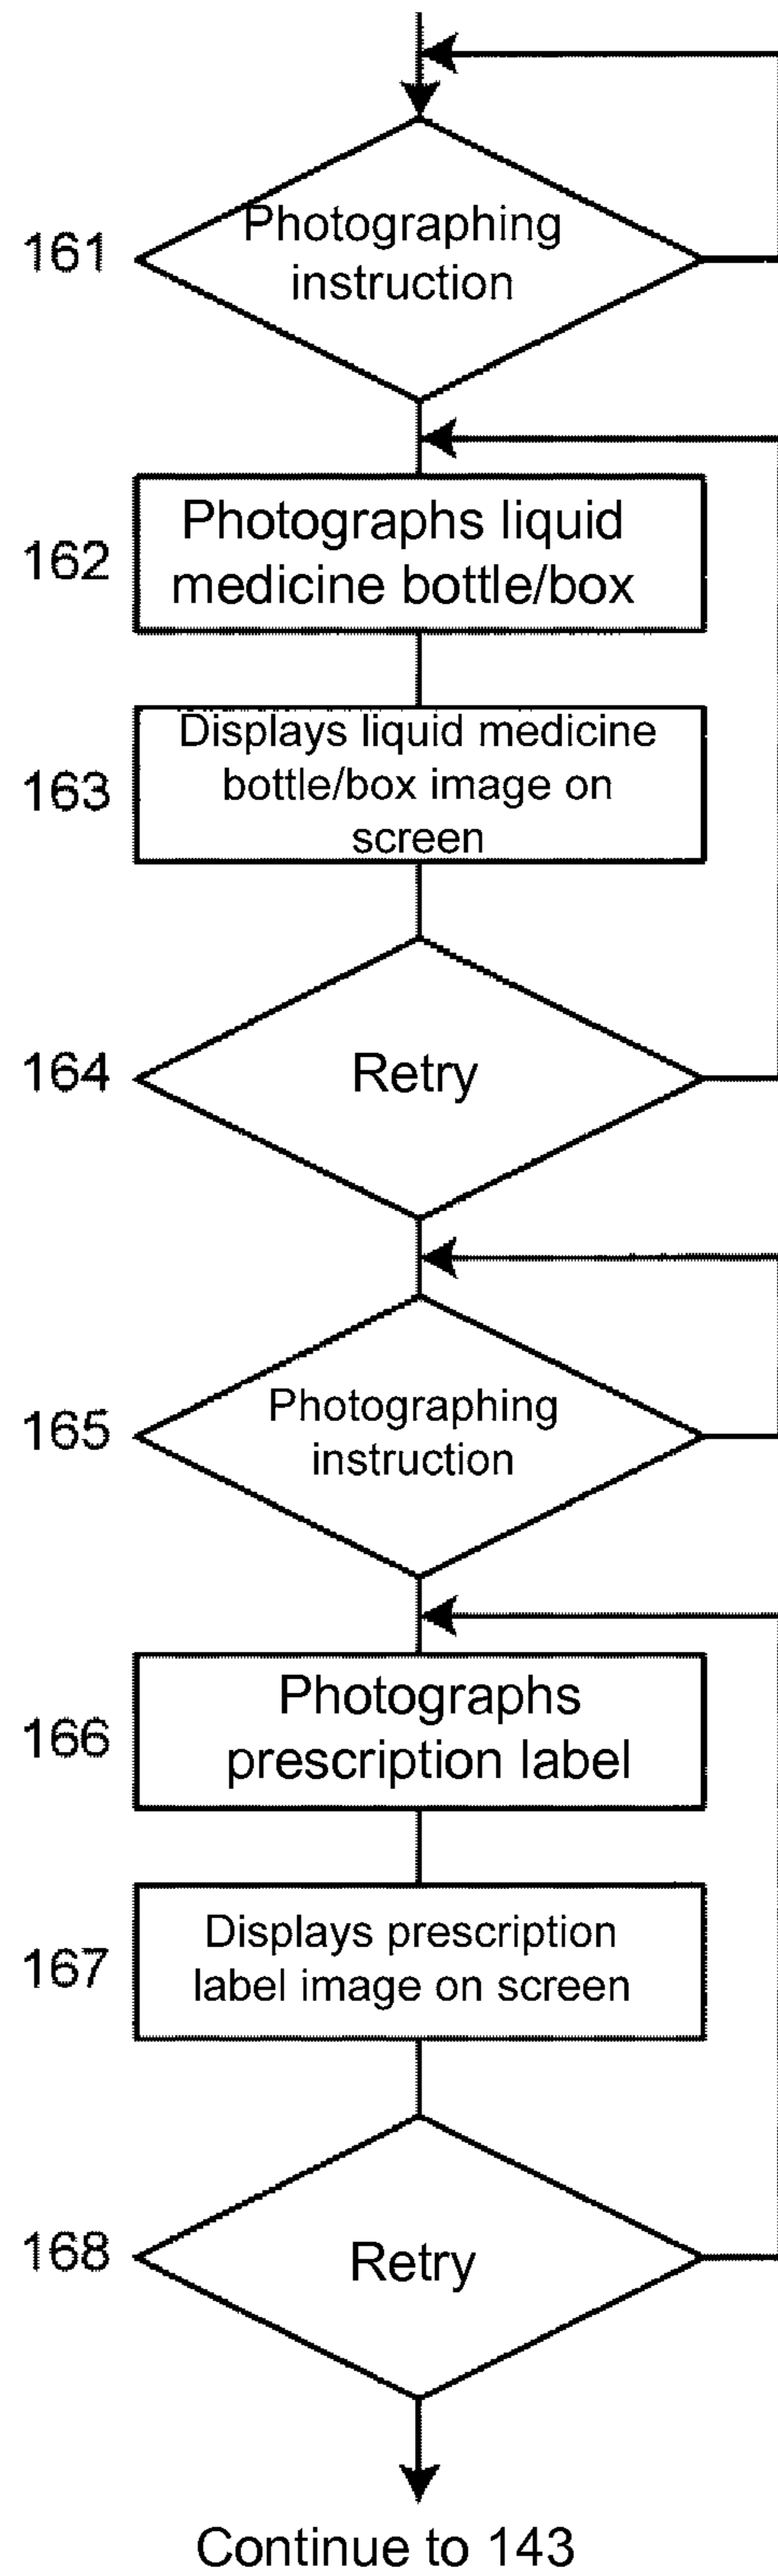 161
Photographing
instruction
162
Photographs liquid
medicine bottle/box
163
Displays liquid medicine
bottle/box image on
screen
164
Retry
165
Photographing
instruction
166
Photographs
prescription label
167
Displays prescription
label image on screen
168
Retry
Continue to 143